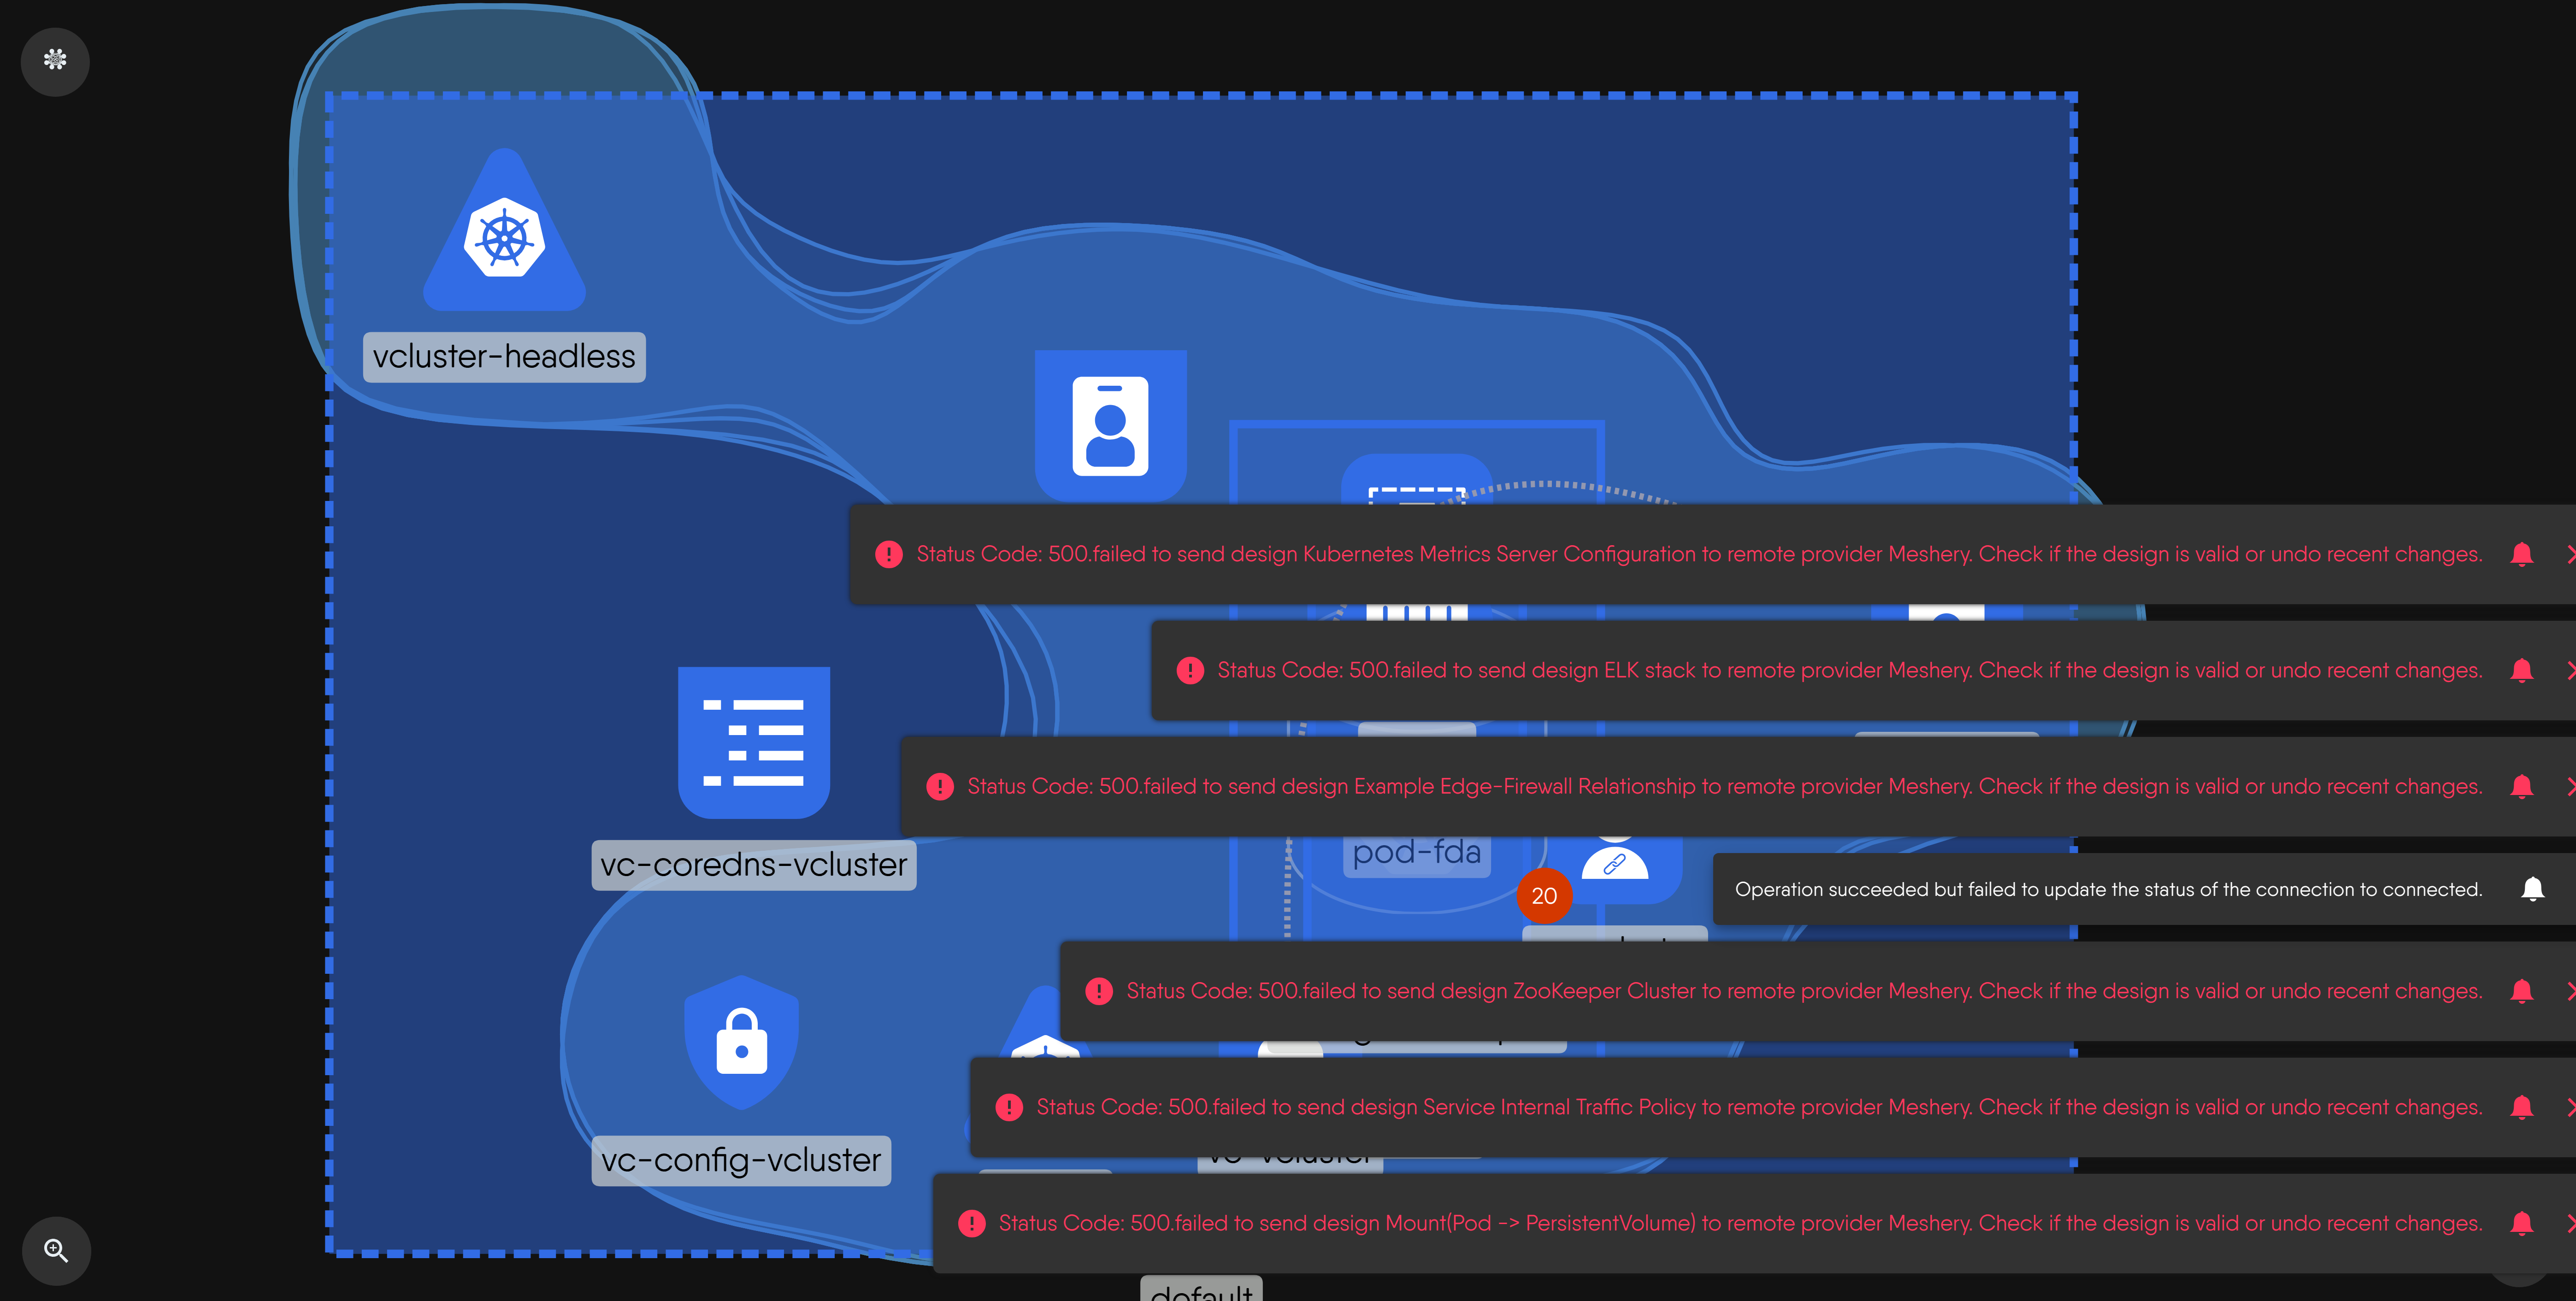 vcluster-headless
Status Code: 500.failed to send design Kubernetes Metrics Server Configuration to remote provider Meshery. Check if the design is valid or undo recent changes.
Status Code: 500.failed to send design ELK stack to remote provider Meshery. Check if the design is valid or undo recent changes.
Status Code: 500.failed to send design Example Edge-Firewall Relationship to remote provider Meshery. Check if the design is valid or undo recent changes.
vc-coredns-vcluster
pod-fda
20
Operation succeeded but failed to update the status of the connection to connected.
Status Code: 500.failed to send design ZooKeeper Cluster to remote provider Meshery. Check if the design is valid or undo recent changes.
Status Code: 500.failed to send design Service Internal Traffic Policy to remote provider Meshery. Check if the design is valid or undo recent changes.
vc-config-vcluster
vc-vcluster
Status Code: 500.failed to send design Mount(Pod -> PersistentVolume) to remote provider Meshery. Check if the design is valid or undo recent changes.
default